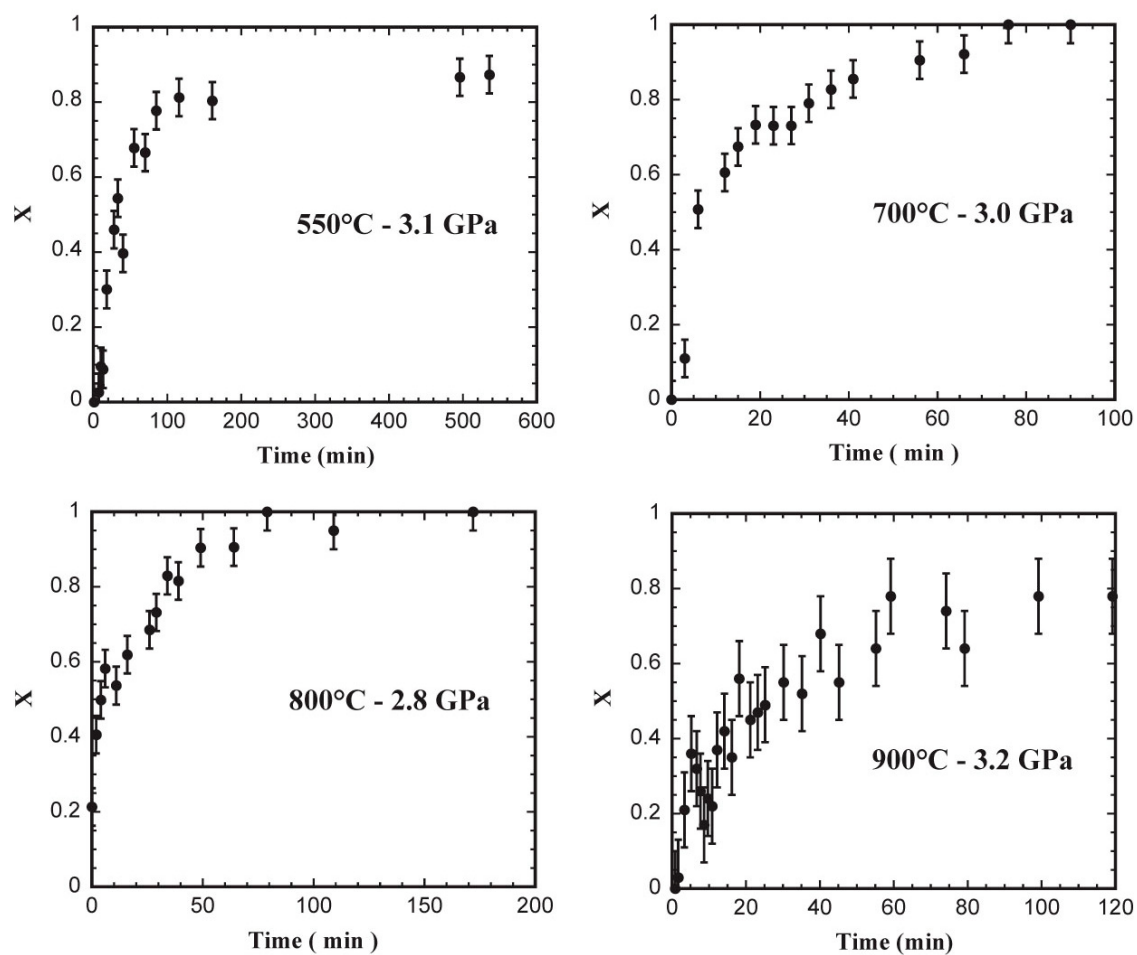 1
0.8
0.6
0.4
0.2
0
X
550°C - 3.1 GPa
0 100 200 300 400 500 600
Time (min)
1
0.8
0.6
0.4
0.2
0
X
700°C - 3.0 GPa
0 20 40 60 80 100
Time ( min )
1
0.8
0.6
0.4
0.2
0
X
800°C - 2.8 GPa
0 50 100 150 200
Time ( min )
1
0.8
0.6
0.4
0.2
0
X
900°C - 3.2 GPa
0 20 40 60 80 100 120
Time (min)